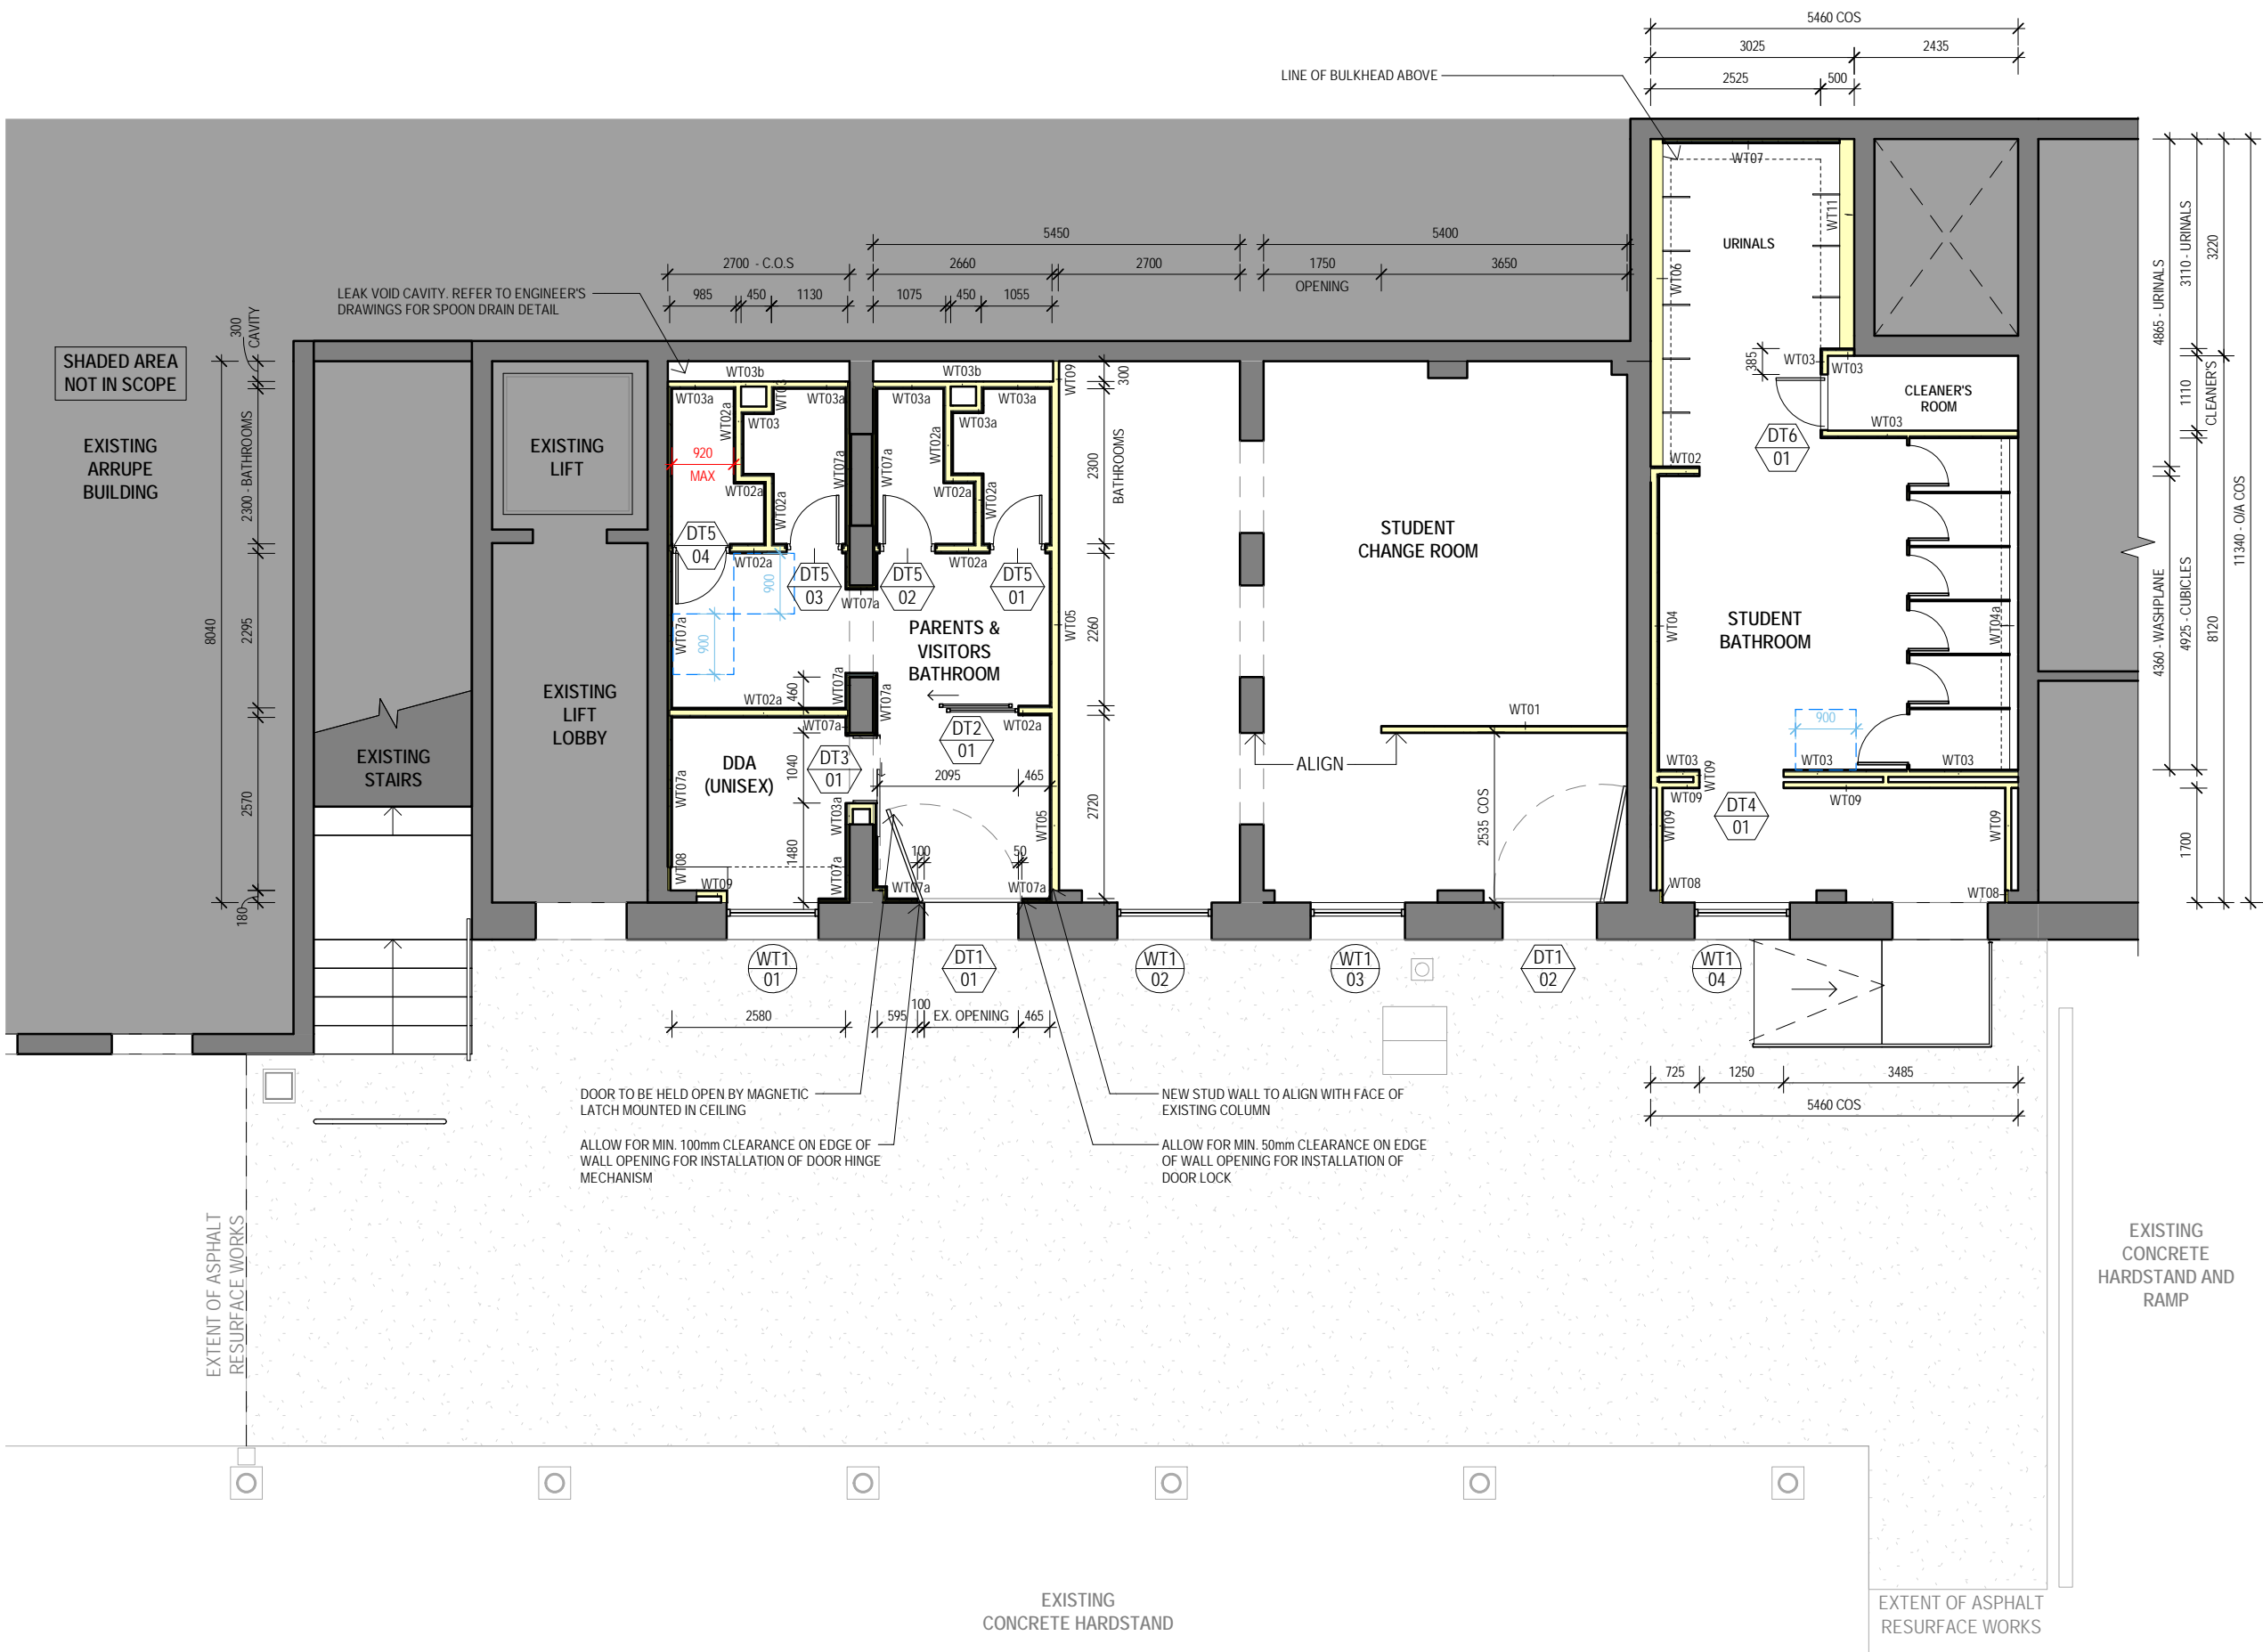 5460 COS
3025
2435
LINE OF BULKHEAD ABOVE
2525
500
WT07
WT11
URINALS
WT06
4865 - URINALS
3110 - URINALS
3220
5450
5400
2700 - C.O.S
2660
2700
1750
3650
OPENING
LEAK VOID CAVITY. REFER TO ENGINEER'S
DRAWINGS FOR SPOON DRAIN DETAIL
985
450
1130
1075
450
1055
300
CAVITY
SHADED AREA
NOT IN SCOPE
WT03b
WT03b
WT09
300
385
WT03
WT03
WT03a
WT02a
WT03
WT03a
WT03a
WT03a
CLEANER'S
ROOM
1110
CLEANER'S
EXISTING
ARRUPE
BUILDING
EXISTING
LIFT
WT03
WT03a
WT02a
WT03
DT6
01
2300 - BATHROOMS
920
MAX
WT07a
WT07a
2300
BATHROOMS
WT02
WT02a
WT02a
WT02a
WT02a
11340 - O/A COS
DT5
04
STUDENT
CHANGE ROOM
WT02a
WT02a
DT5
03
DT5
02
DT5
01
900
WT07a
8040
2295
WT07a
900
PARENTS &
VISITORS
BATHROOM
WT05
2260
WT04
STUDENT
BATHROOM
WT04a
4360 - WASHPLANE
4925 - CUBICLES
8120
EXISTING
LIFT
LOBBY
460
WT07a
WT07a
WT02a
WT07a
WT02a
DT2
01
WT01
900
EXISTING
STAIRS
DDA
(UNISEX)
1040
DT3
01
ALIGN
2095
465
WT03
WT09
WT03
WT03
WT09
WT09
2570
WT07a
WT03a
WT05
2720
2535 COS
DT4
01
WT09
WT09
1480
100
50
1700
WT08
WT09
WT07a
WT07a
WT07a
WT08
WT08
180
WT1
01
DT1
01
WT1
02
WT1
03
DT1
02
WT1
04
2580
595
100
EX. OPENING
465
725
1250
3485
5460 COS
DOOR TO BE HELD OPEN BY MAGNETIC
LATCH MOUNTED IN CEILING
NEW STUD WALL TO ALIGN WITH FACE OF
EXISTING COLUMN
ALLOW FOR MIN. 100mm CLEARANCE ON EDGE OF
WALL OPENING FOR INSTALLATION OF DOOR HINGE
MECHANISM
ALLOW FOR MIN. 50mm CLEARANCE ON EDGE
OF WALL OPENING FOR INSTALLATION OF
DOOR LOCK
EXTENT OF ASPHALT
RESURFACE WORKS
EXISTING
CONCRETE
HARDSTAND AND
RAMP
EXISTING
CONCRETE HARDSTAND
EXTENT OF ASPHALT
RESURFACE WORKS